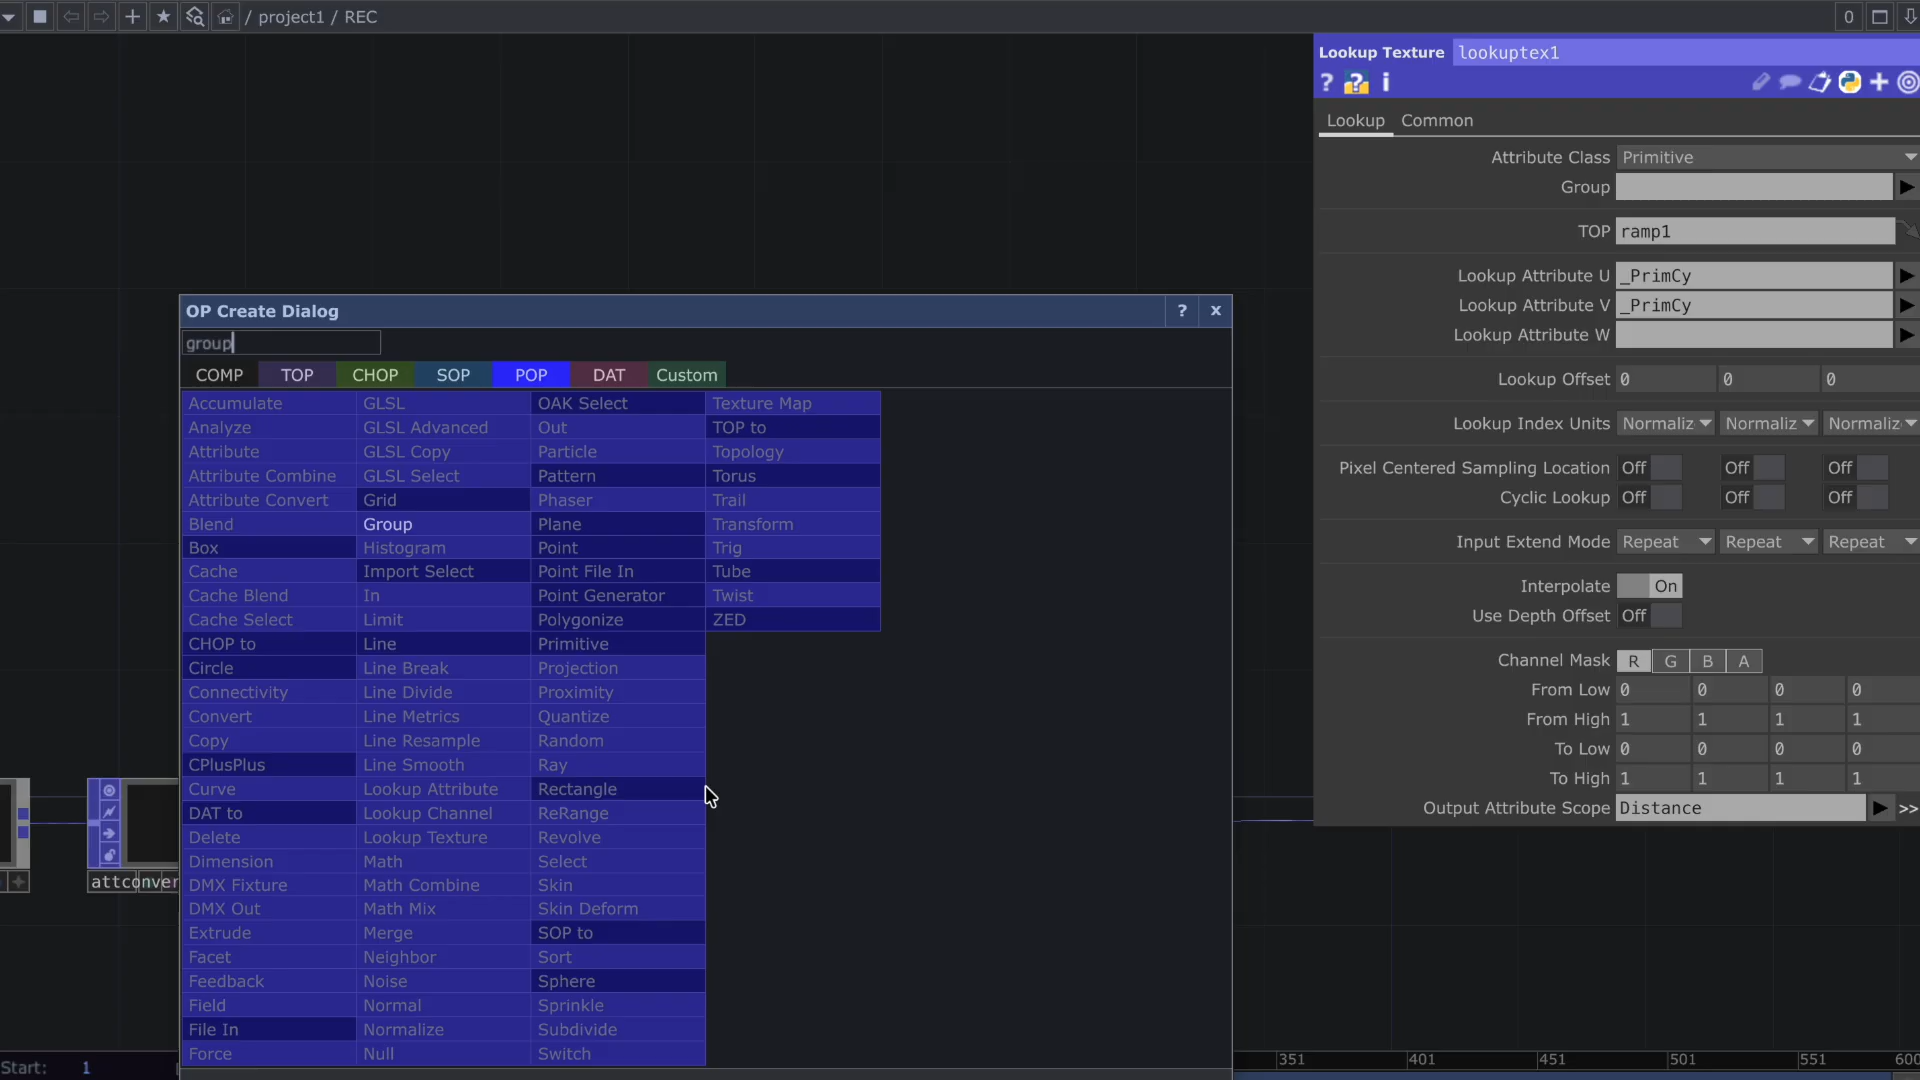 / project1 / REC
0
Lookup Texture lookuptex1
? ? i
Lookup Common
Attribute Class Primitive
Group
TOP ramp1
Lookup Attribute U _PrimCy
Lookup Attribute V _PrimCy
Lookup Attribute W
Lookup Offset 0 0 0
Lookup Index Units Normaliz Normaliz Normaliz
Pixel Centered Sampling Location Off Off Off
Cyclic Lookup Off Off Off
Input Extend Mode Repeat Repeat Repeat
Interpolate On
Use Depth Offset Off
Channel Mask R G B A
From Low 0 0 0 0
From High 1 1 1 1
To Low 0 0 0 0
To High 1 1 1 1
Output Attribute Scope Distance >>
OP Create Dialog ? x
group
COMP TOP CHOP SOP POP DAT Custom
Accumulate GLSL OAK Select Texture Map
Analyze GLSL Advanced Out TOP to
Attribute GLSL Copy Particle Topology
Attribute Combine GLSL Select Pattern Torus
Attribute Convert Grid Phaser Trail
Blend Group Plane Transform
Box Histogram Point Trig
Cache Import Select Point File In Tube
Cache Blend In Point Generator Twist
Cache Select Limit Polygonize ZED
CHOP to Line Primitive
Circle Line Break Projection
Connectivity Line Divide Proximity
Convert Line Metrics Quantize
Copy Line Resample Random
CPlusPlus Line Smooth Ray
Curve Lookup Attribute Rectangle
DAT to Lookup Channel ReRange
Delete Lookup Texture Revolve
Dimension Math Select
DMX Fixture Math Combine Skin
DMX Out Math Mix Skin Deform
Extrude Merge SOP to
Facet Neighbor Sort
Feedback Noise Sphere
Field Normal Sprinkle
File In Normalize Subdivide
Force Null Switch
attconver
Start: 1
351 401 451 501 551 600